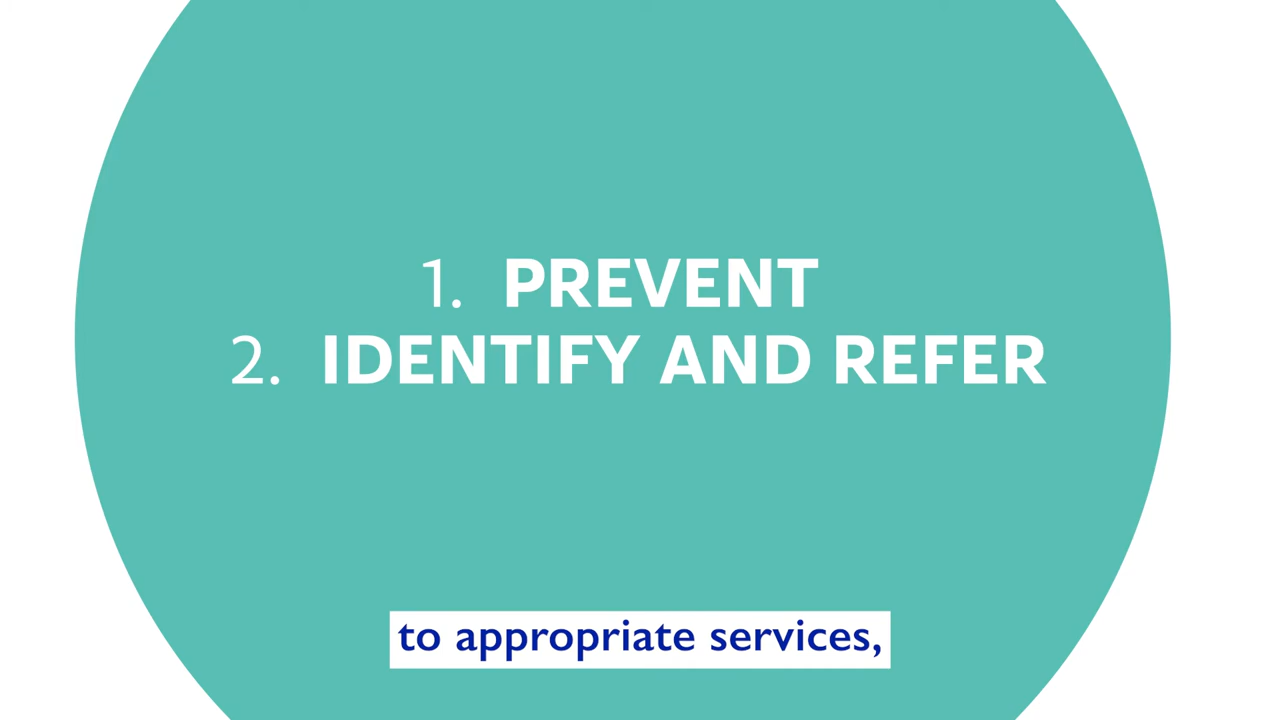 1. PREVENT
2. IDENTIFY AND REFER
to appropriate services,